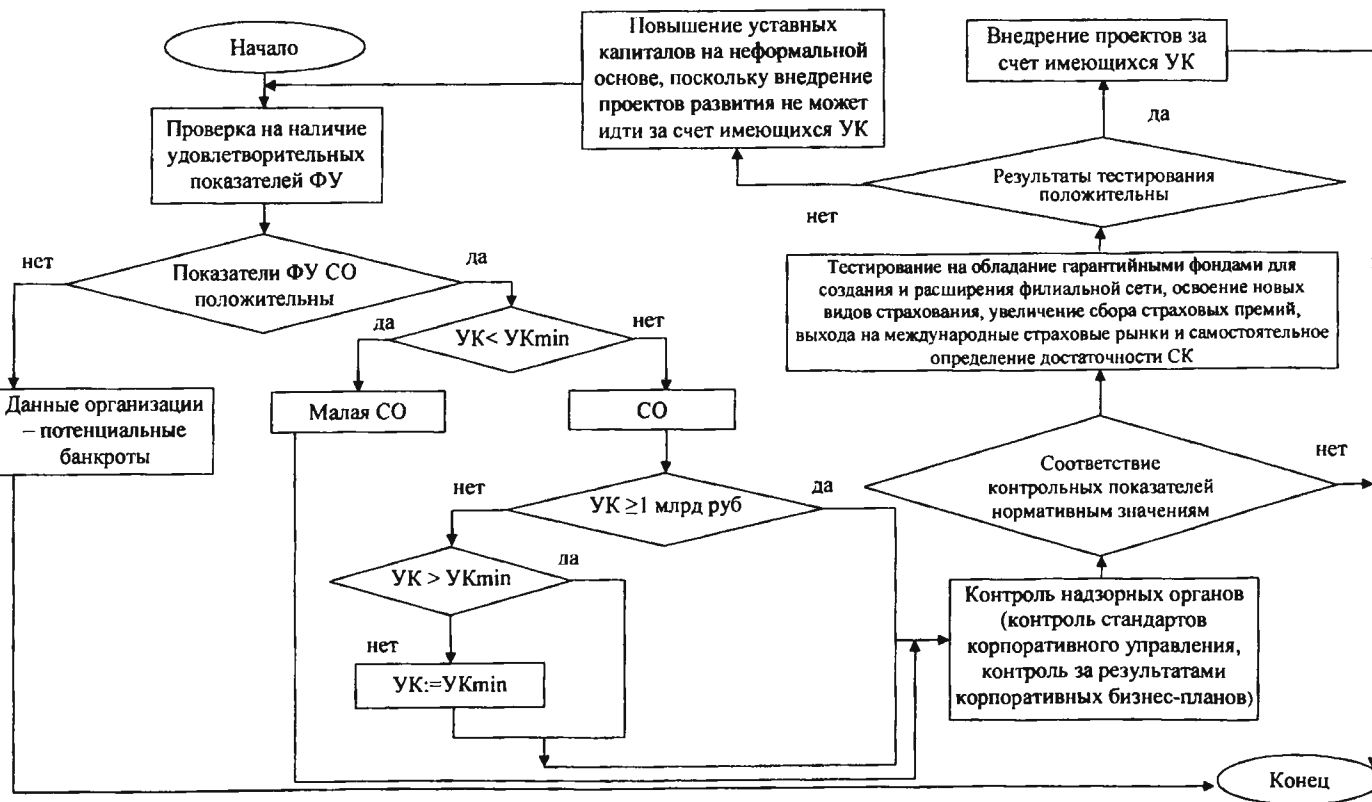 Начало
Повышение уставных
капиталов на неформальной
основе, поскольку внедрение
проектов развития не может
идти за счет имеющихся УК
Внедрение проектов за
счет имеющихся УК
да
Проверка на наличие
удовлетворительных
показателей ФУ
Результаты тестирования
положительны
нет
нет
Показатели ФУ СО
положительны
да
Тестирование на обладание гарантийными фондами для
создания и расширения филиальной сети, освоение новых
видов страхования, увеличение сбора страховых премий,
выхода на международные страховые рынки и самостоятельное
определение достаточности СК
да
УК< УКmin
нет
Данные организации
– потенциальные
банкроты
Малая СО
СО
Соответствие
контрольных показателей
нормативным значениям
нет
нет
УК ≥1 млрд руб
да
УК > УКmin
да
нет
УК:=УКmin
Контроль надзорных органов
(контроль стандартов
корпоративного управления,
контроль за результатами
корпоративных бизнес-планов)
Конец